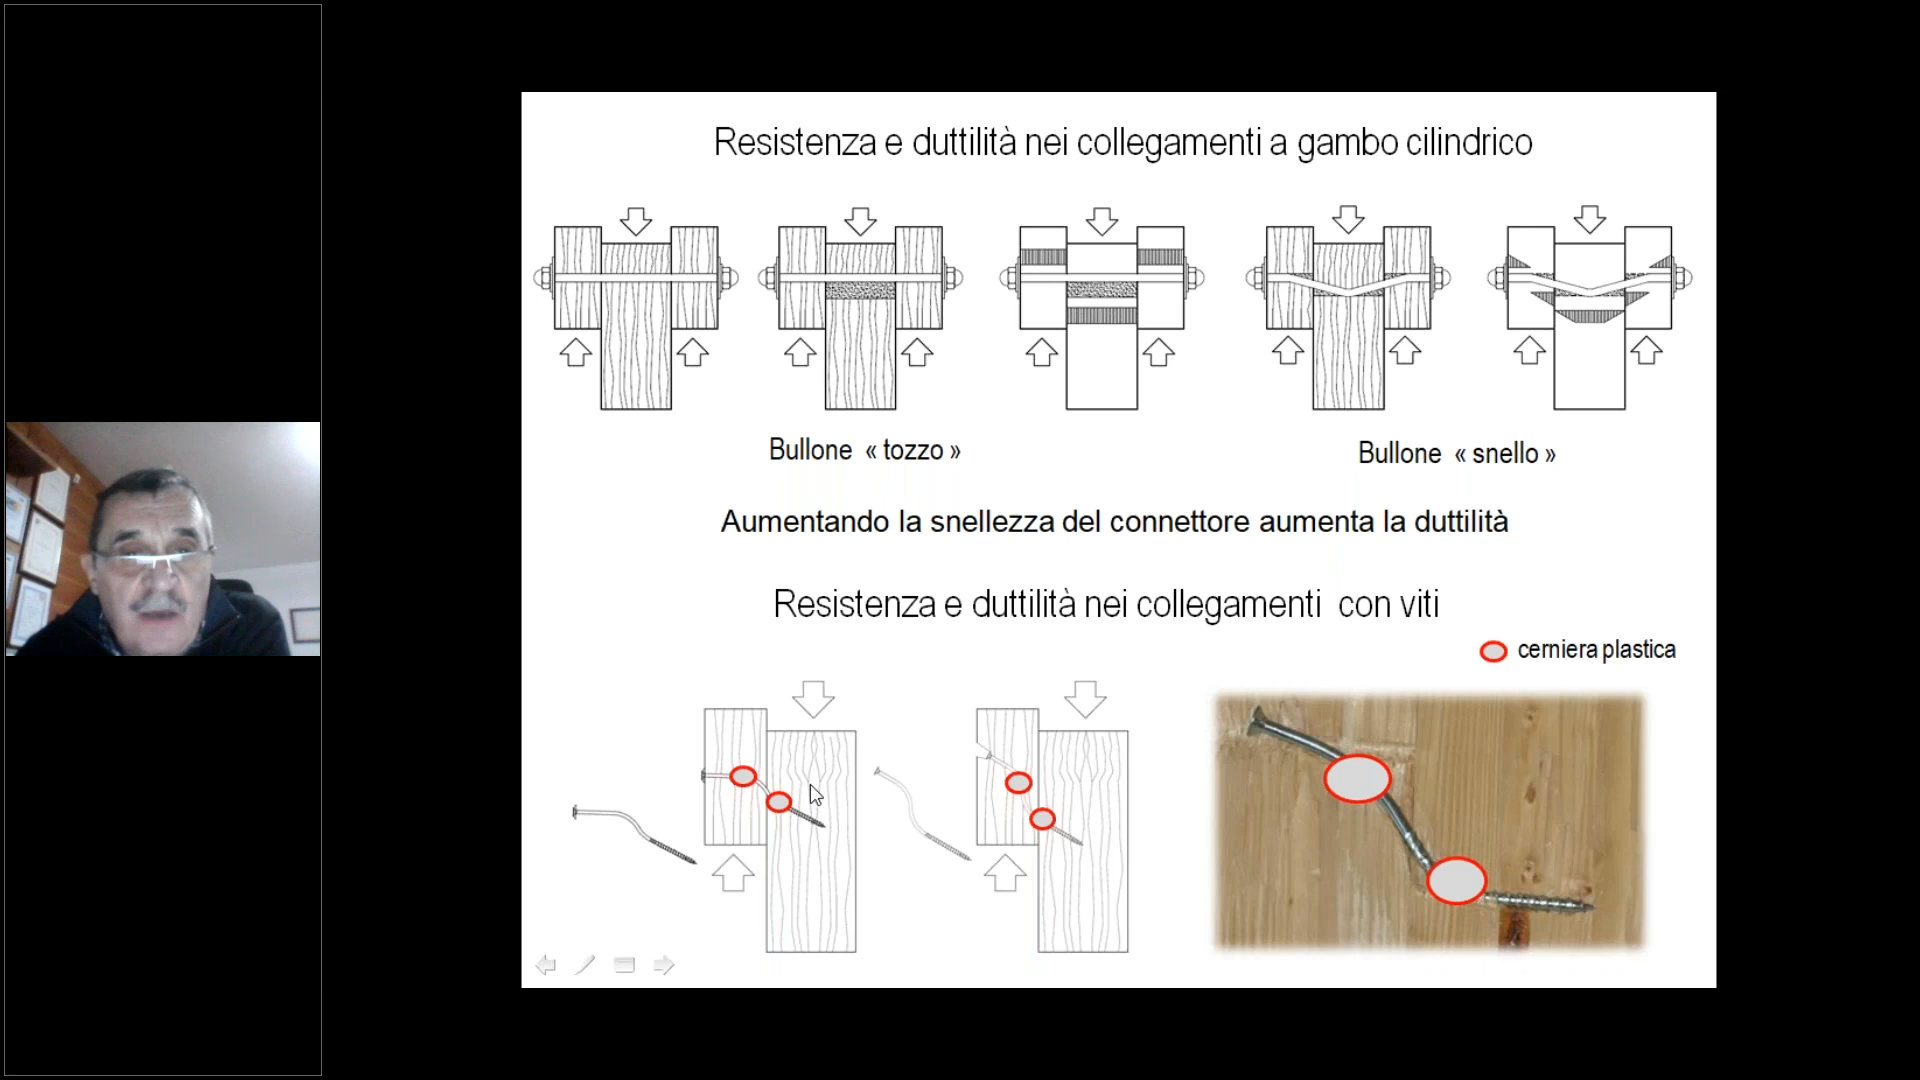 Resistenza e duttilità nei collegamenti a gambo cilindrico
Bullone « tozzo »
Bullone « snello »
Aumentando la snellezza del connettore aumenta la duttilità
Resistenza e duttilità nei collegamenti con viti
cerniera plastica